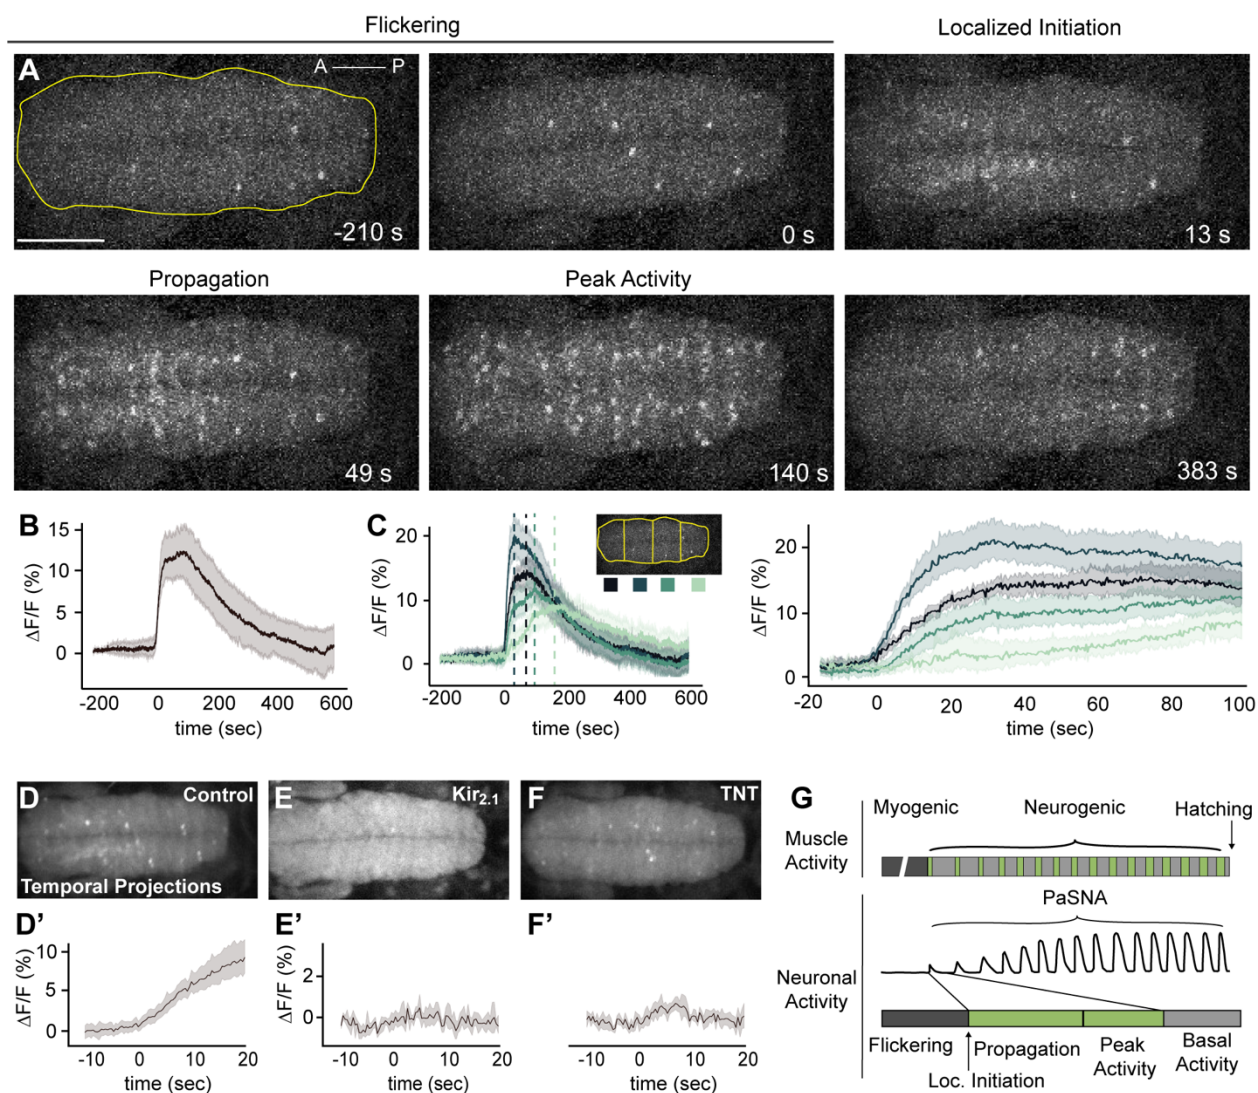 Flickering
Localized Initiation
A
A P
-210 s
0 s
13 s
Propagation
Peak Activity
49 s
140 s
383 s
B
15
10
5
0
ΔF/F (%)
-200 0 200 400 600
time (sec)
C
20
10
0
ΔF/F (%)
-200 0 200 400 600
time (sec)
20
10
0
ΔF/F (%)
-20 0 20 40 60 80 100
time (sec)
D
Control
Temporal Projections
E
Kir2.1
F
TNT
D'
10
5
0
ΔF/F (%)
-10 0 10 20
time (sec)
E'
2
0
ΔF/F (%)
-10 0 10 20
time (sec)
F'
-10 0 10 20
time (sec)
G
Myogenic
Neurogenic
Hatching
Muscle
Activity
PaSNA
Neuronal
Activity
Flickering
Propagation
Peak
Activity
Basal
Activity
Loc. Initiation